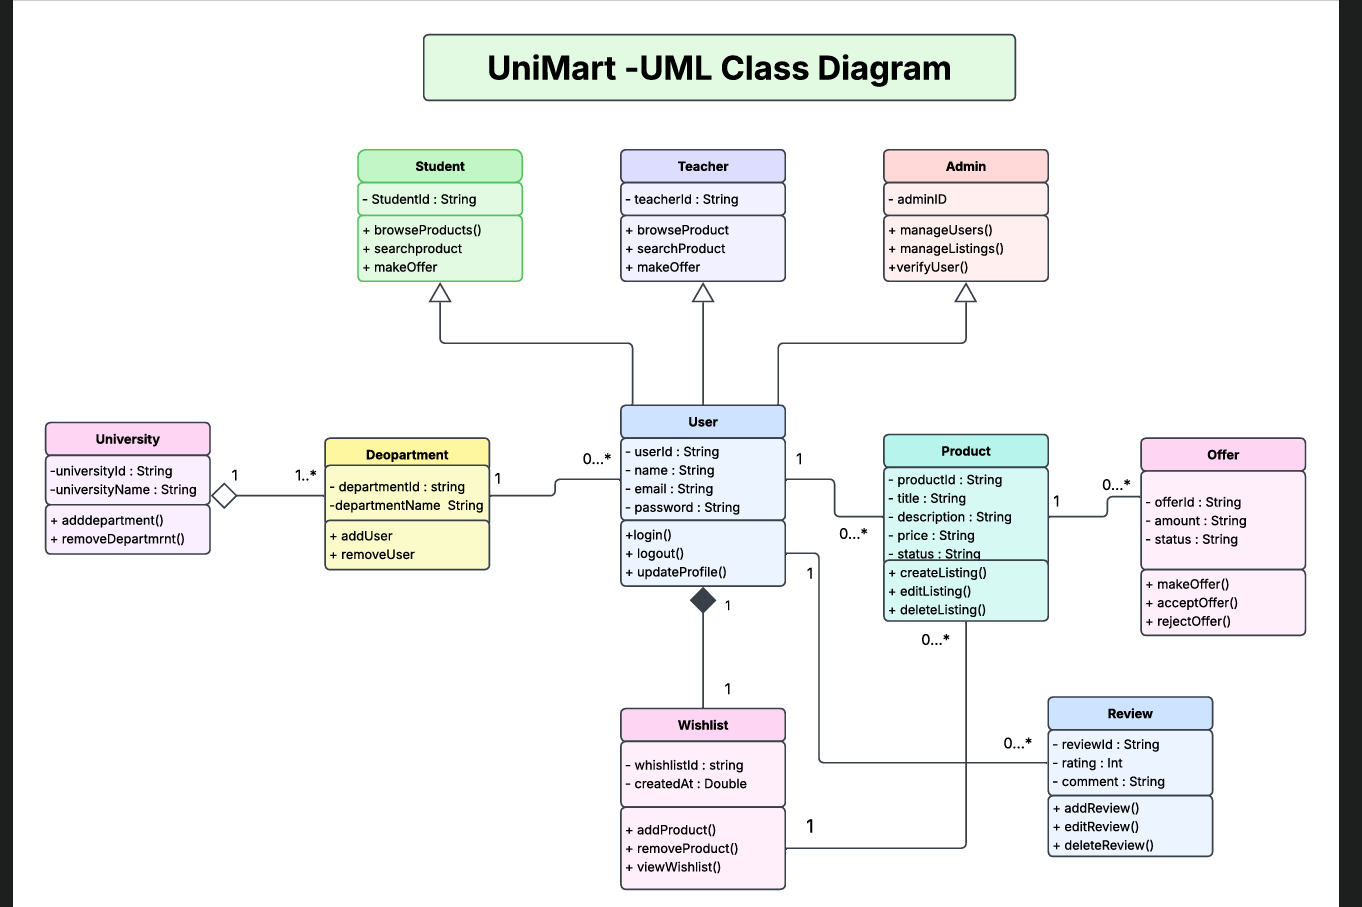 UniMart -UML Class Diagram
Student
- StudentId : String
+ browseProducts()
+ searchproduct
+ makeOffer
Teacher
- teacherId : String
+ browseProduct
+ searchProduct
+ makeOffer
Admin
- adminID
+ manageUsers()
+ manageListings()
+verifyUser()
University
-universityId : String
-universityName : String
+ adddepartment()
+ removeDepartmrnt()
1
1..*
Deopartment
- departmentId : string
-departmentName  String
+ addUser
+ removeUser
1
0...*
User
- userId : String
- name : String
- email : String
- password : String
+login()
+ logout()
+ updateProfile()
1
0...*
Product
- productId : String
- title : String
- description : String
- price : String
- status : String
+ createListing()
+ editListing()
+ deleteListing()
1
0...*
Offer
- offerId : String
- amount : String
- status : String
+ makeOffer()
+ acceptOffer()
+ rejectOffer()
1
1
1
0...*
0...*
1
Wishlist
- whishlistId : string
- createdAt : Double
+ addProduct()
+ removeProduct()
+ viewWishlist()
Review
- reviewId : String
- rating : Int
- comment : String
+ addReview()
+ editReview()
+ deleteReview()